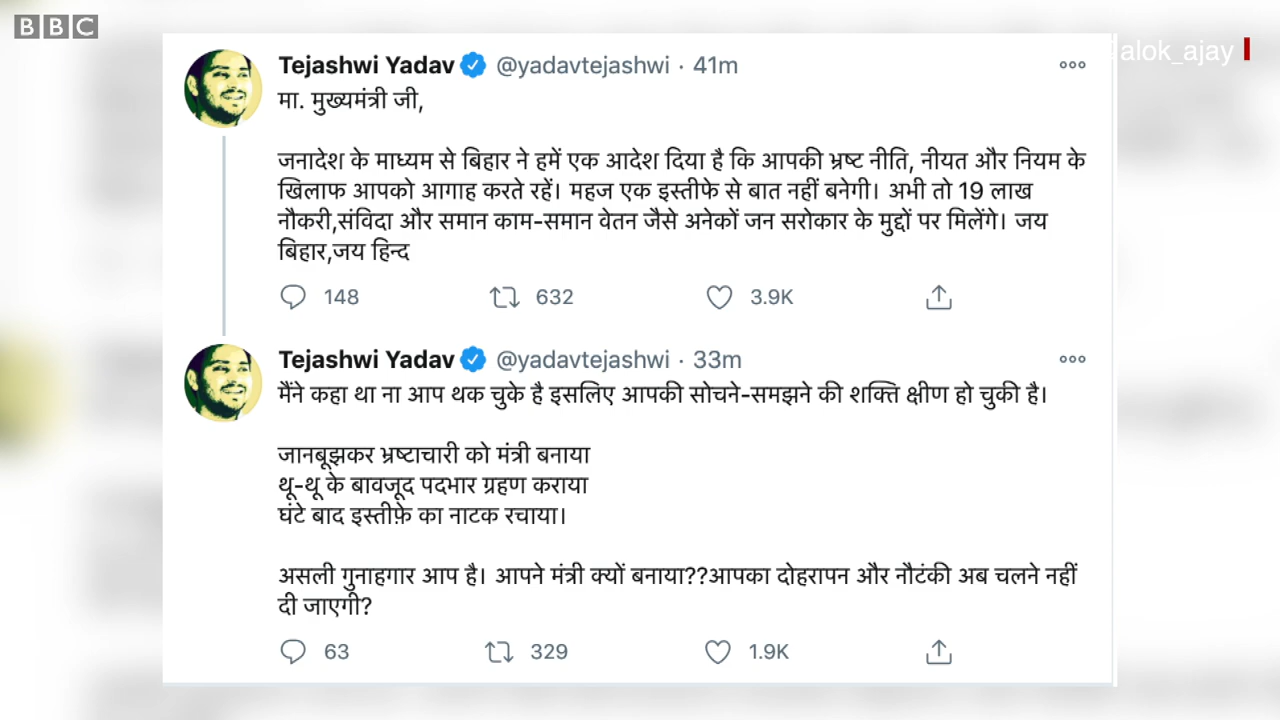 BBC
alok_ajay
Tejashwi Yadav @yadavtejashwi · 41m
मा. मुख्यमंत्री जी,
जनादेश के माध्यम से बिहार ने हमें एक आदेश दिया है कि आपकी भ्रष्ट नीति, नीयत और नियम के
खिलाफ आपको आगाह करते रहें। महज एक इस्तीफे से बात नहीं बनेगी। अभी तो 19 लाख
नौकरी,संविदा और समान काम-समान वेतन जैसे अनेकों जन सरोकार के मुद्दों पर मिलेंगे। जय
बिहार,जय हिन्द
148 632 3.9K
Tejashwi Yadav @yadavtejashwi · 33m
मैंने कहा था ना आप थक चुके है इसलिए आपकी सोचने-समझने की शक्ति क्षीण हो चुकी है।
जानबूझकर भ्रष्टाचारी को मंत्री बनाया
थू-थू के बावजूद पदभार ग्रहण कराया
घंटे बाद इस्तीफ़े का नाटक रचाया।
असली गुनाहगार आप है। आपने मंत्री क्यों बनाया??आपका दोहरापन और नौटंकी अब चलने नहीं
दी जाएगी?
63 329 1.9K